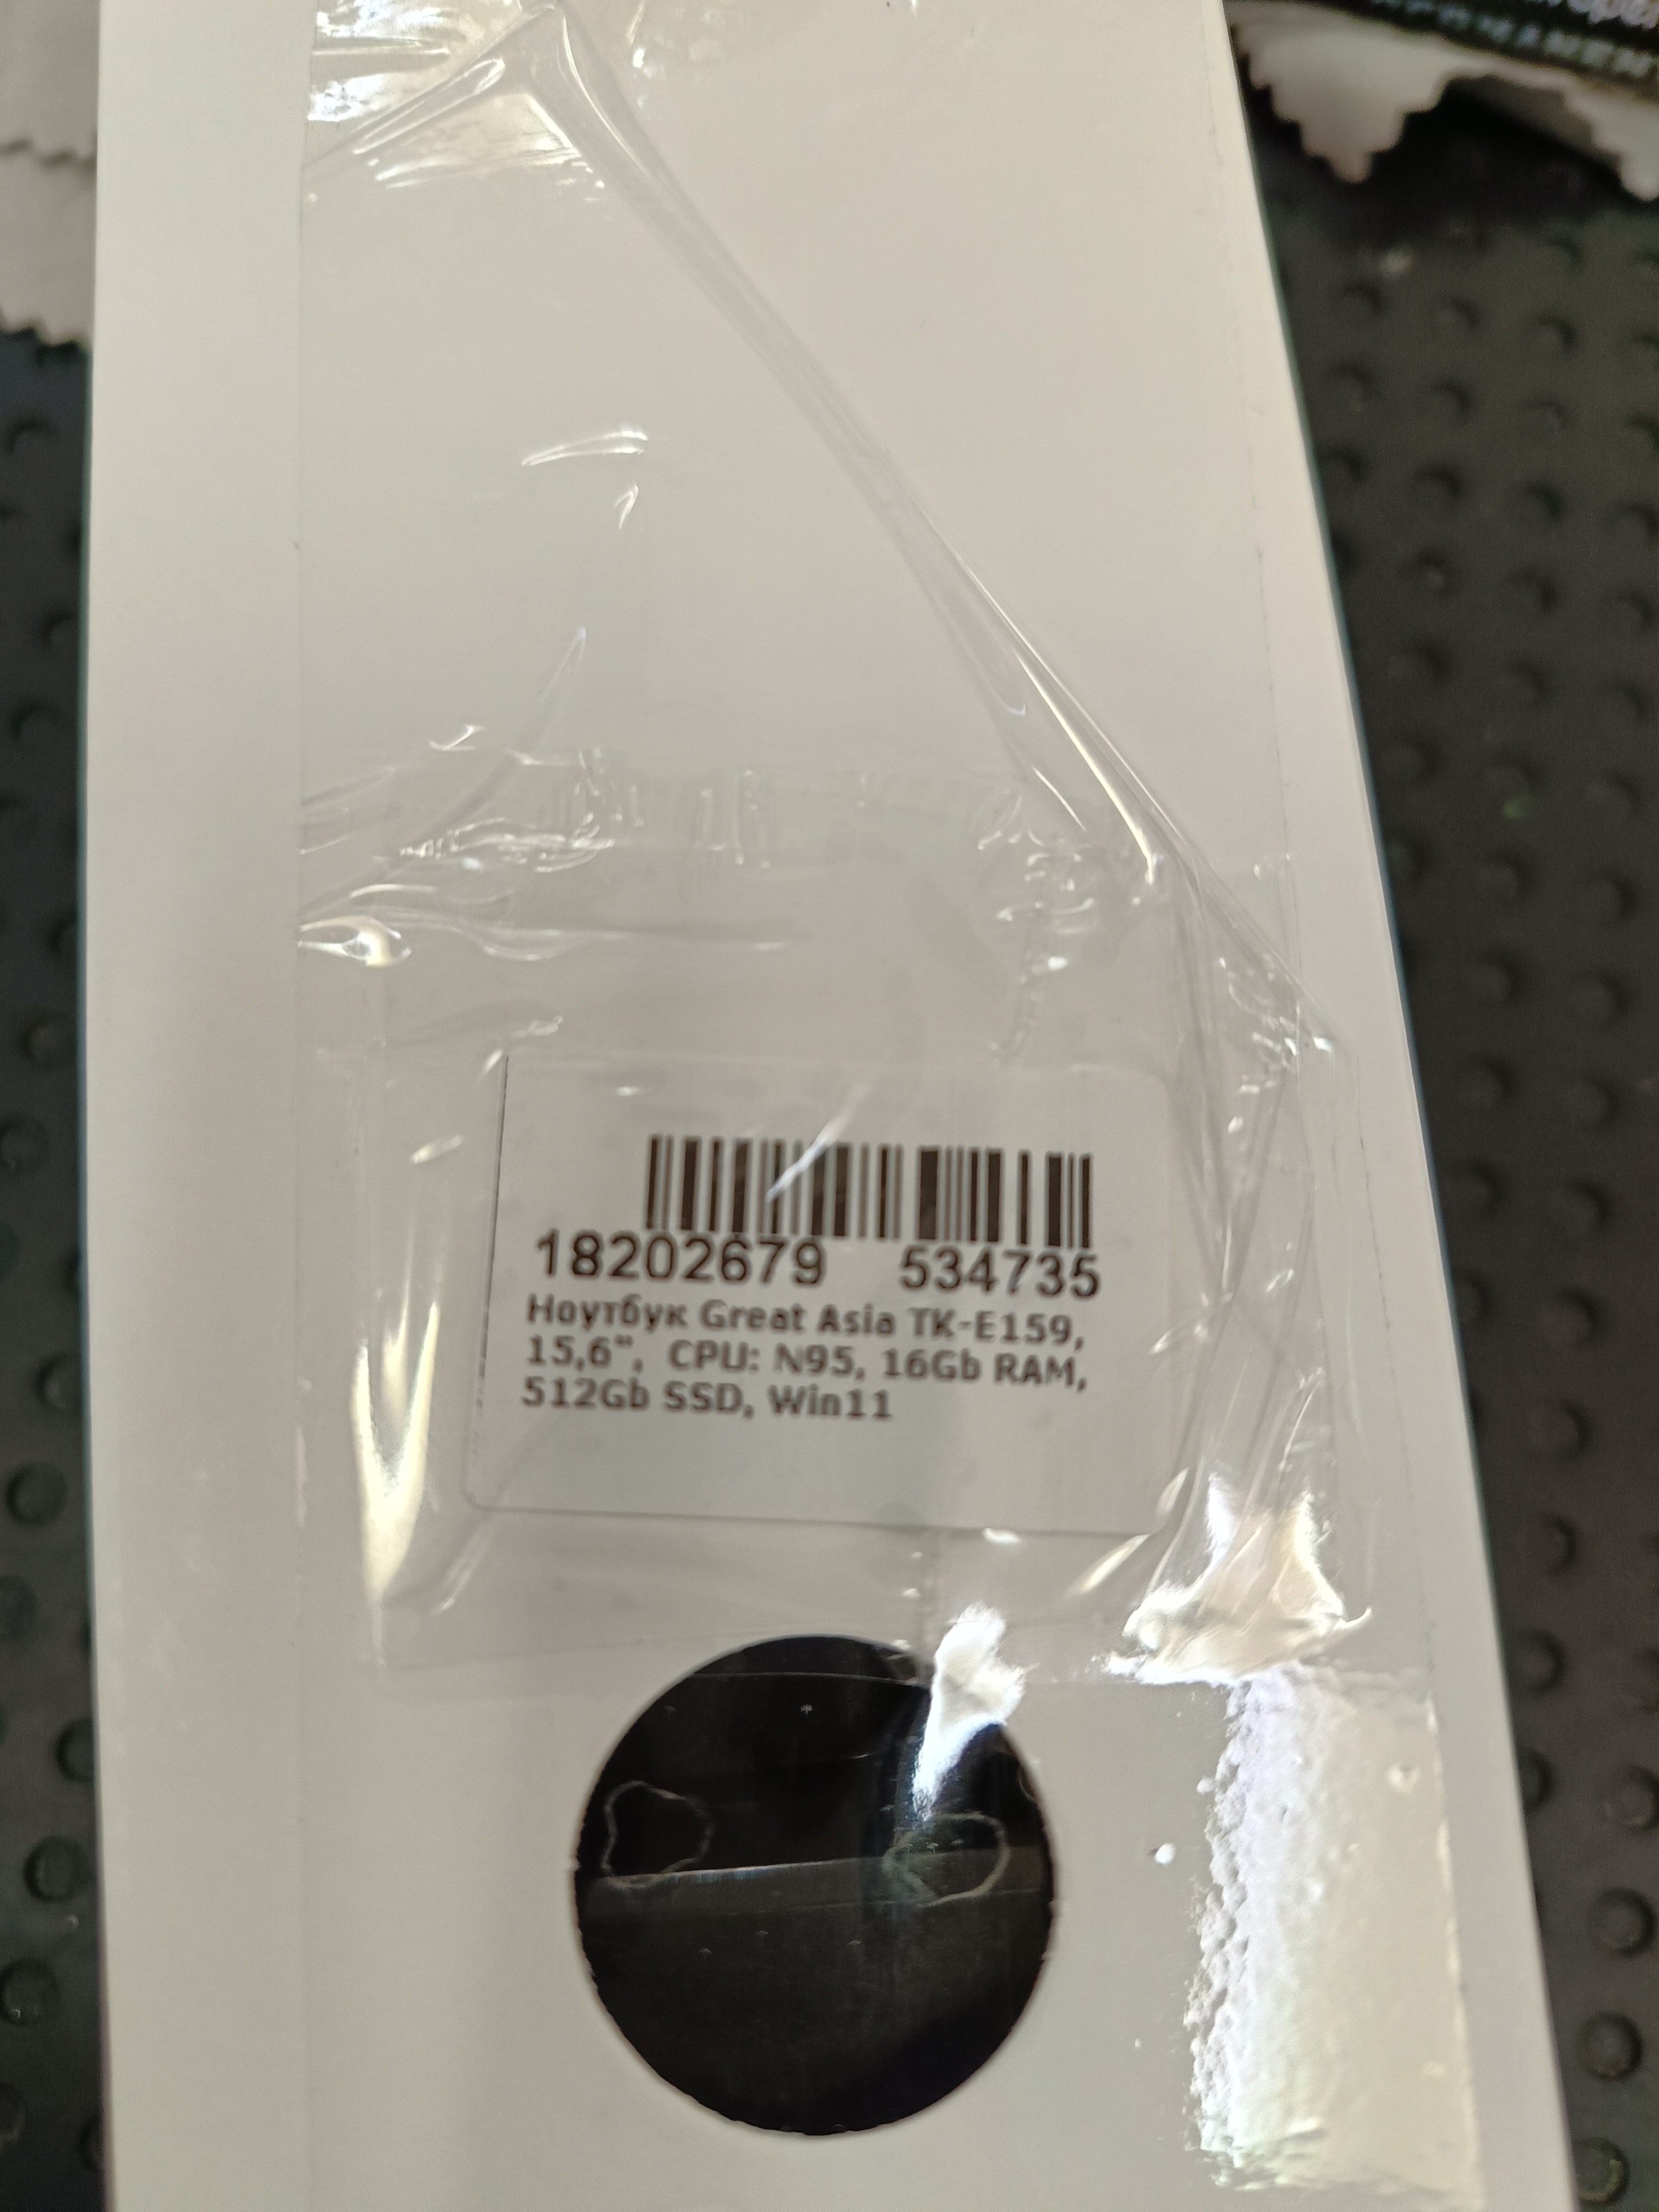 18202679 534735
Ноутбук Great Asia TK-E159,
15,6", CPU: N95, 16Gb RAM,
512Gb SSD, Win11